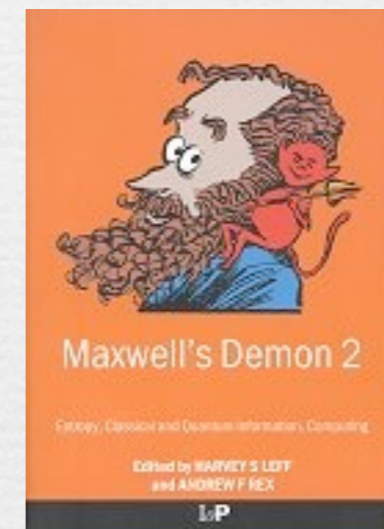 Maxwell's Demon 2
Entropy, Classical and Quantum Information, Computing
Edited by HARVEY S LEFF
and ANDREW F REX
IoP